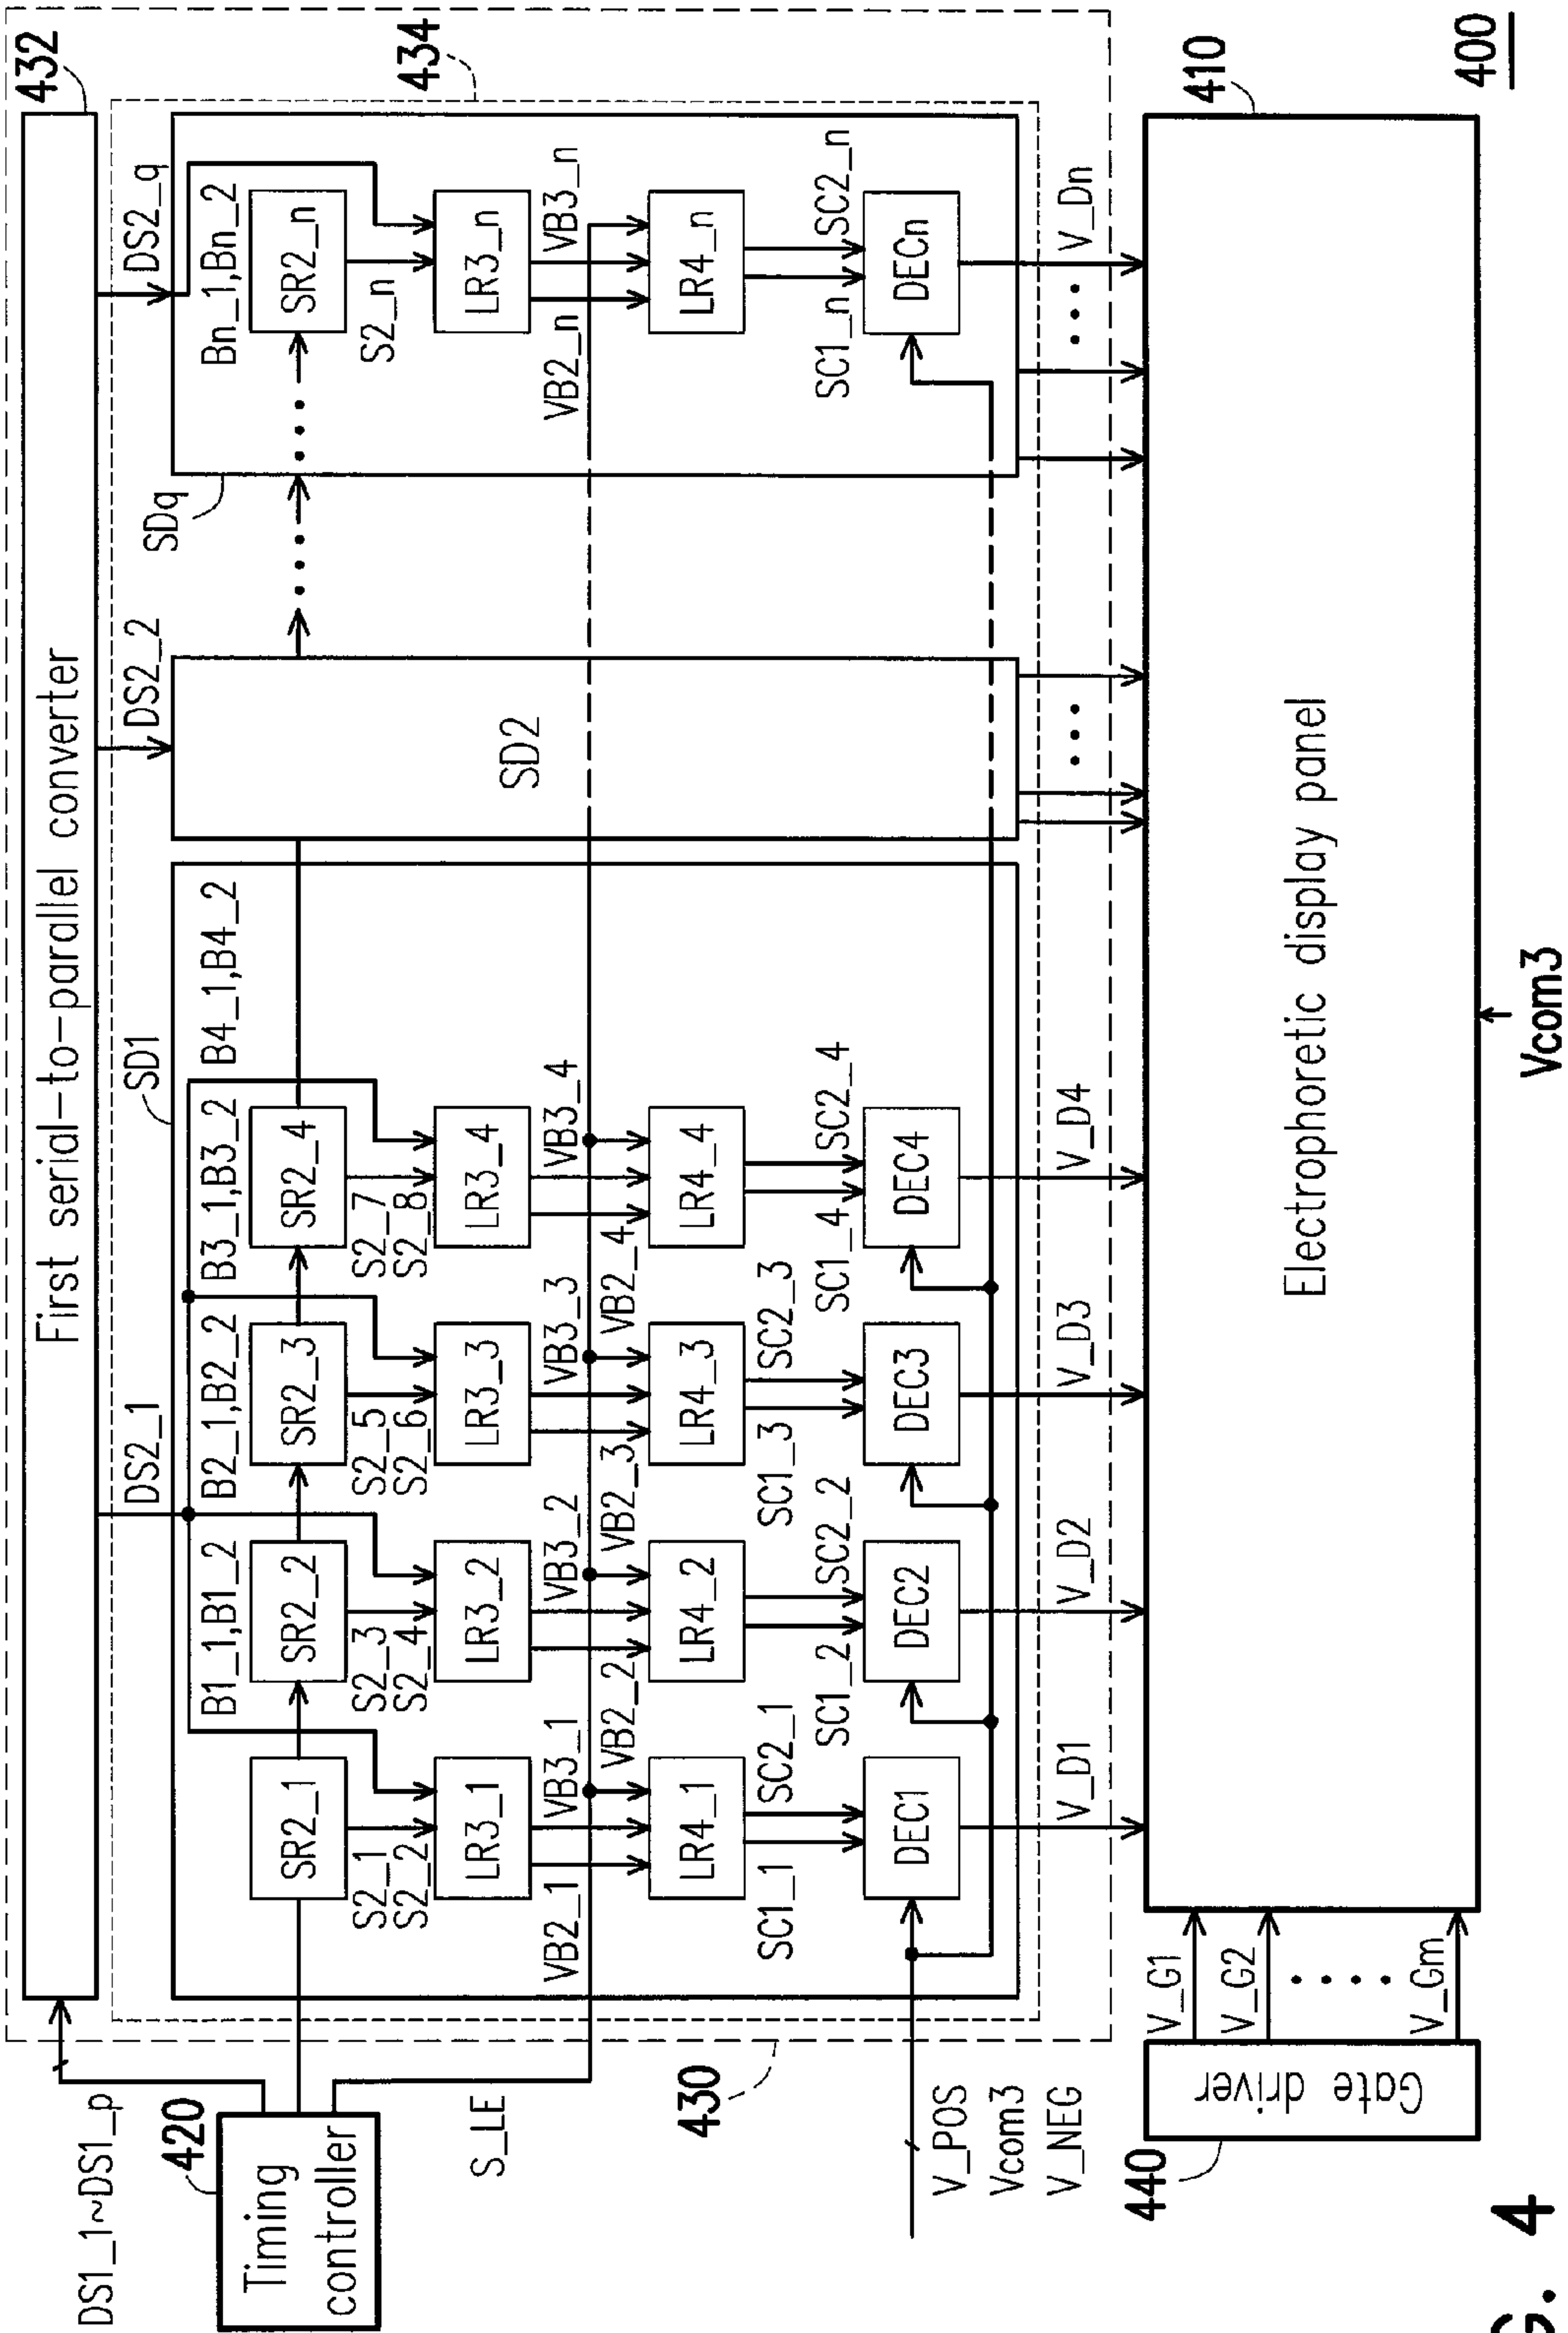 DS1_1~DS1_p
420
Timing
controller
S_LE
First serial-to-parallel converter
432
DS2_1
DS2_2
DS2_q
SD1
SDq
434
B1_1,B1_2
B2_1,B2_2
B3_1,B3_2
B4_1,B4_2
Bn_1,Bn_2
SR2_1
SR2_2
SR2_3
SR2_4
SD2
SR2_n
S2_1
S2_2
S2_3
S2_4
S2_5
S2_6
S2_7
S2_8
S2_n
LR3_1
LR3_2
LR3_3
LR3_4
LR3_n
VB2_1
VB3_1
VB2_2
VB3_2
VB2_3
VB3_3
VB2_4
VB3_4
VB2_n
VB3_n
LR4_1
LR4_2
LR4_3
LR4_4
LR4_n
SC1_1
SC2_1
SC1_2
SC2_2
SC1_3
SC2_3
SC1_4
SC2_4
SC1_n
SC2_n
DEC1
DEC2
DEC3
DEC4
DECn
430
V_POS
Vcom3
V_NEG
V_D1
V_D2
V_D3
V_D4
V_Dn
440
Gate driver
V_G1
V_G2
V_Gm
Electrophoretic display panel
410
Vcom3
400
G. 4